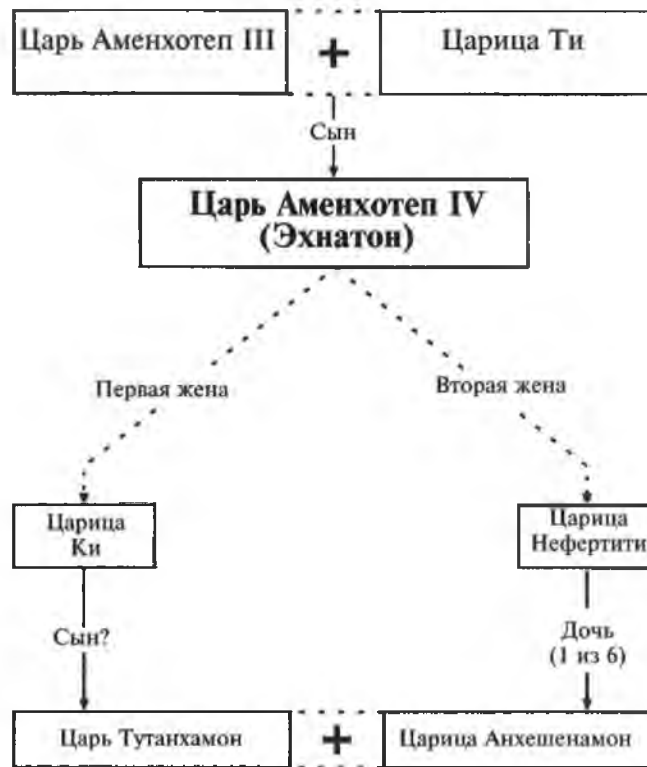 Царь Аменхотеп III + Царица Ти
Сын
Царь Аменхотеп IV
(Эхнатон)
Первая жена
Вторая жена
Царица
Ки
Царица
Нефертити
Сын?
Дочь
(1 из 6)
Царь Тутанхамон + Царица Анхешенамон